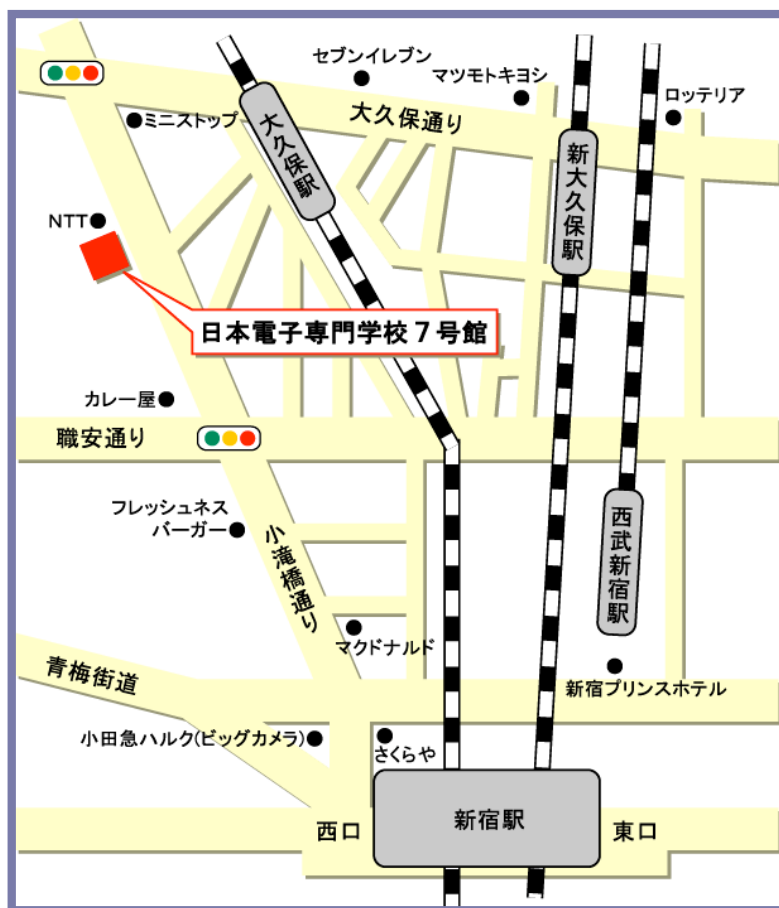 セブンイレブン
マツモトキヨシ
ロッテリア
大久保通り
ミニストップ
大久保駅
新大久保駅
NTT
日本電子専門学校7号館
カレー屋
職安通り
フレッシュネス
バーガー
小滝橋通り
西武新宿駅
マクドナルド
青梅街道
新宿プリンスホテル
小田急ハルク(ビッグカメラ)
さくらや
西口
新宿駅
東口